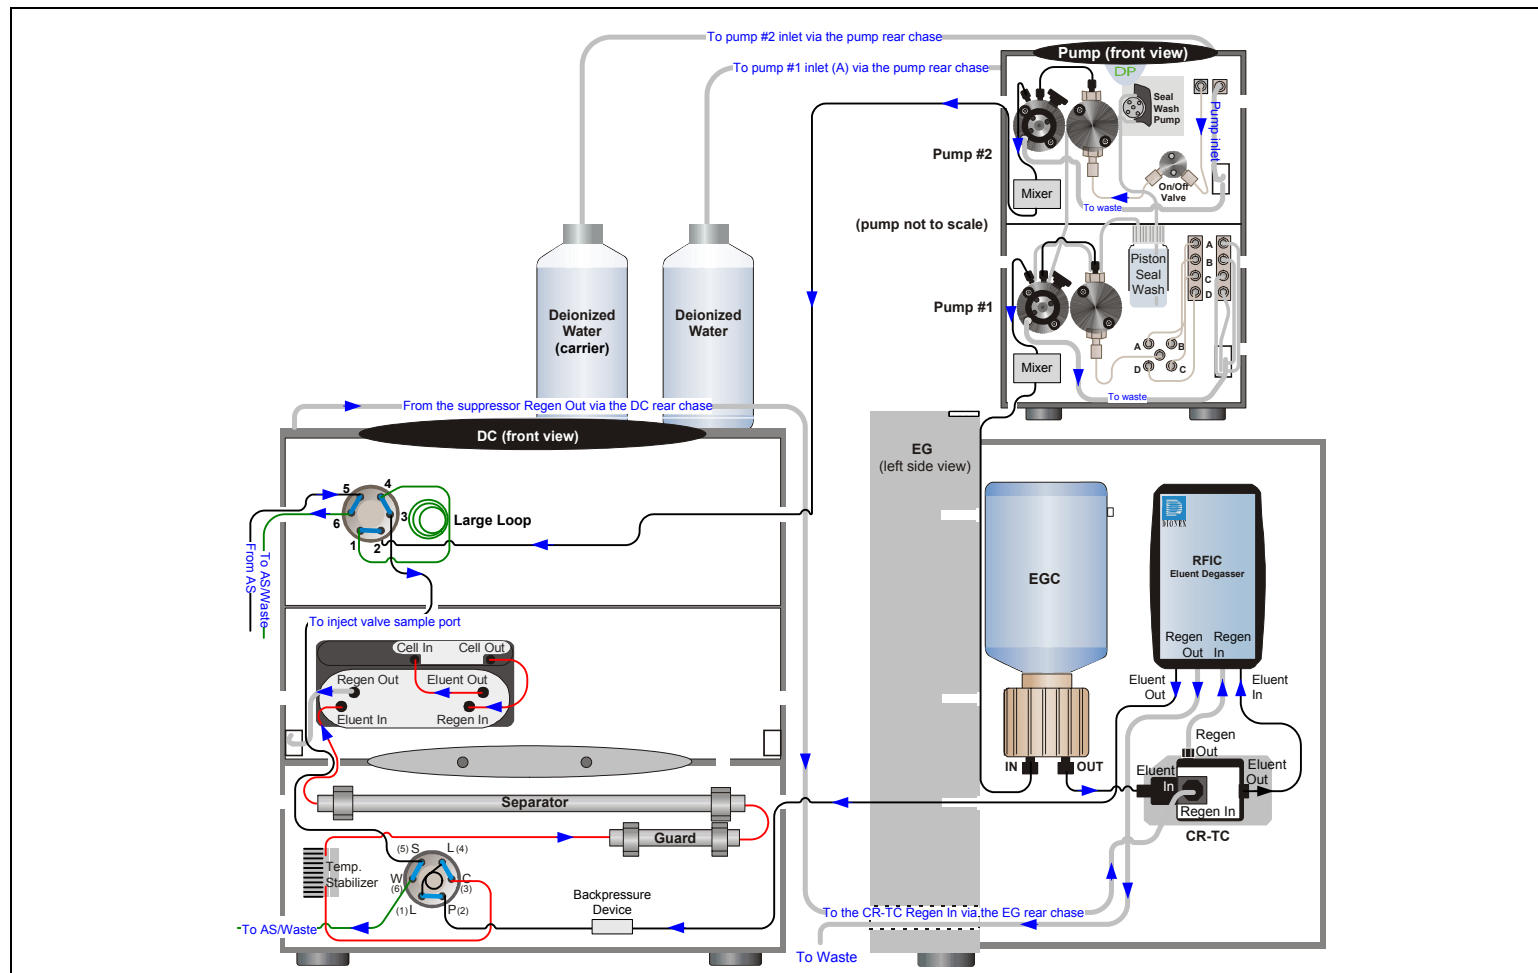 To pump #2 inlet via the pump rear chase
To pump #1 inlet (A) via the pump rear chase
Pump (front view)
DP
Seal
Wash
Pump
Pump inlet
Pump #2
Mixer
On/Off
Valve
To waste
(pump not to scale)
Piston
Seal
Wash
A
B
C
D
Pump #1
A
B
D
C
Mixer
To waste
Deionized
Water
(carrier)
Deionized
Water
From the suppressor Regen Out via the DC rear chase
DC (front view)
EG
(left side view)
5
4
6
3
1
2
Large Loop
From AS
To AS/Waste
To inject valve sample port
Cell In
Cell Out
Regen Out
Eluent Out
Eluent In
Regen In
EGC
IN
OUT
DIONEX
RFIC
Eluent Degasser
Regen
Out
Regen
In
Eluent
Out
Eluent
In
Regen
Out
Eluent
In
Eluent
Out
Regen In
CR-TC
Separator
Guard
Temp.
Stabilizer
(5) S
L (4)
W
(6)
C
(3)
(1) L
P (2)
Backpressure
Device
To AS/Waste
To the CR-TC Regen In via the EG rear chase
To Waste